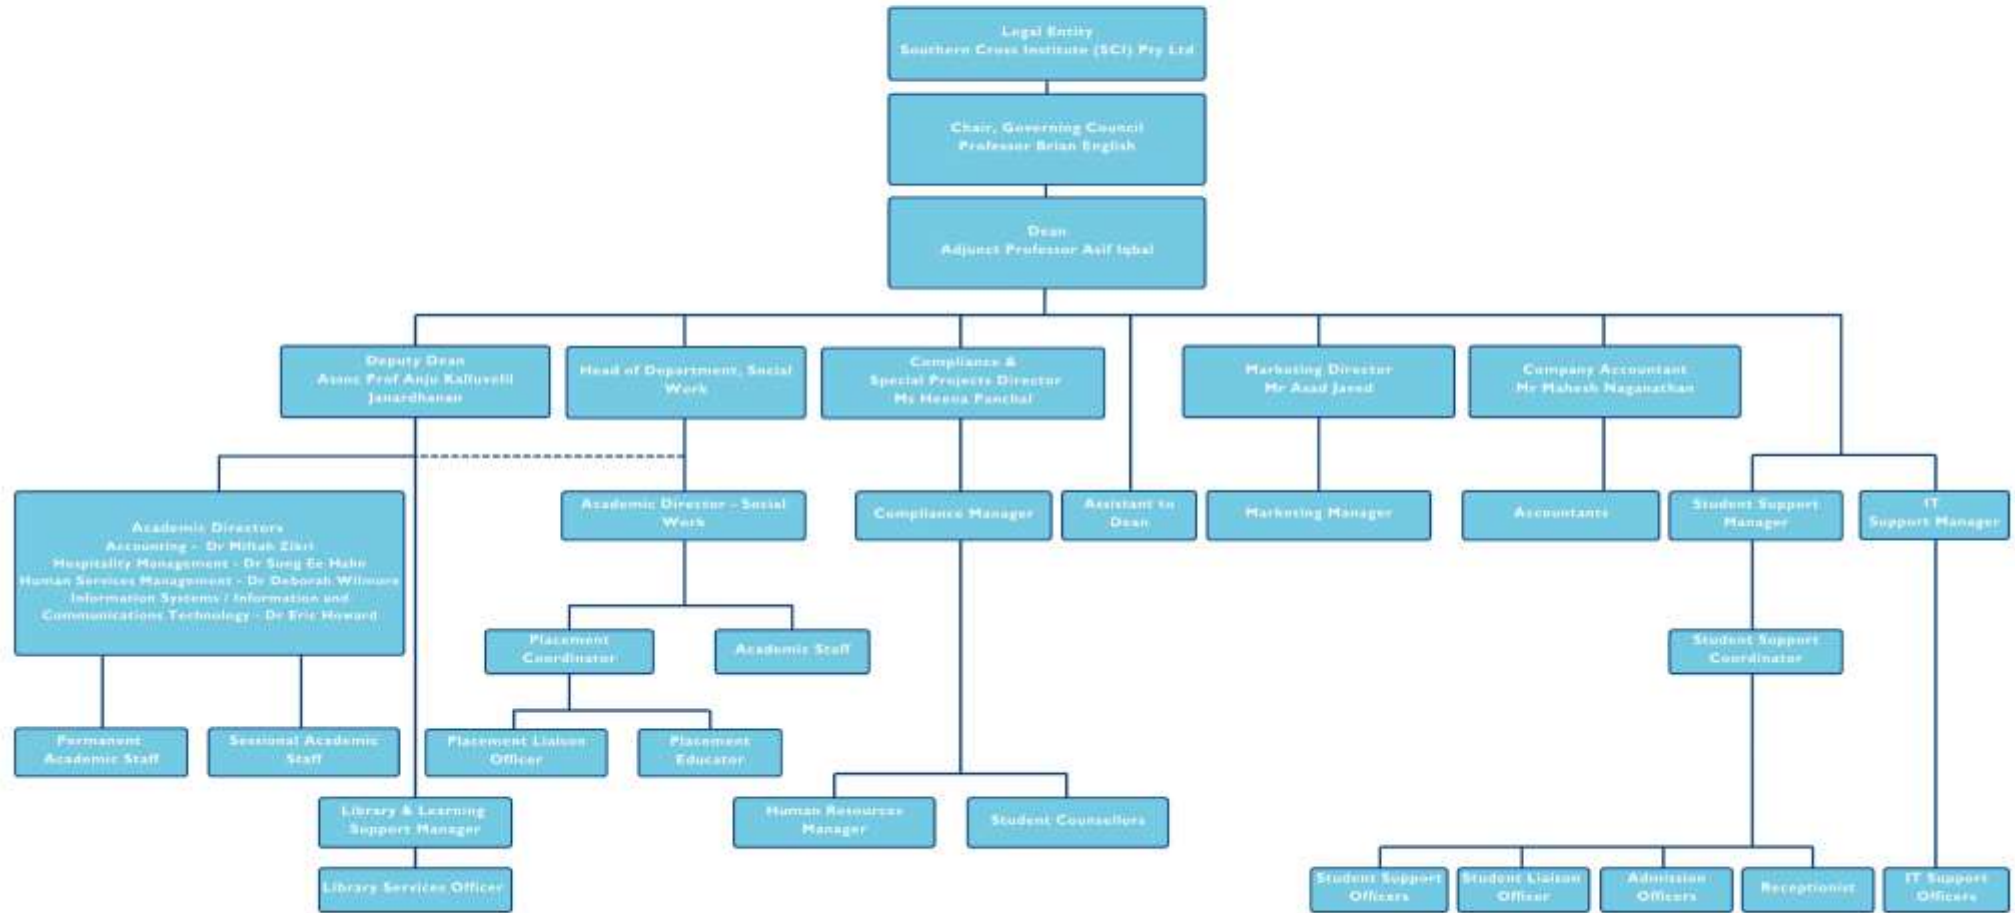 Legal Entity
Southern Cross Institute (SCI) Pty Ltd
Chair, Governing Council
Professor Brian English
Dean
Adjunct Professor Asif Iqbal
Deputy Dean
Assoc Prof Anju Kalluvelil
Janardhanan
Head of Department, Social
Work
Compliance &
Special Projects Director
Ms Heena Panchal
Marketing Director
Mr Asad Javed
Company Accountant
Mr Mahesh Naganathan
Academic Directors
Accounting - Dr Miftah Zikri
Hospitality Management - Dr Sung Ee Hahn
Human Services Management - Dr Deborah Wilmore
Information Systems / Information and
Communications Technology - Dr Eric Howard
Academic Director - Social
Work
Compliance Manager
Assistant to
Dean
Marketing Manager
Accountants
Student Support
Manager
IT
Support Manager
Placement
Coordinator
Academic Staff
Student Support
Coordinator
Permanent
Academic Staff
Sessional Academic
Staff
Placement Liaison
Officer
Placement
Educator
Library & Learning
Support Manager
Human Resources
Manager
Student Counsellors
Library Services Officer
Student Support
Officers
Student Liaison
Officer
Admission
Officers
Receptionist
IT Support
Officers